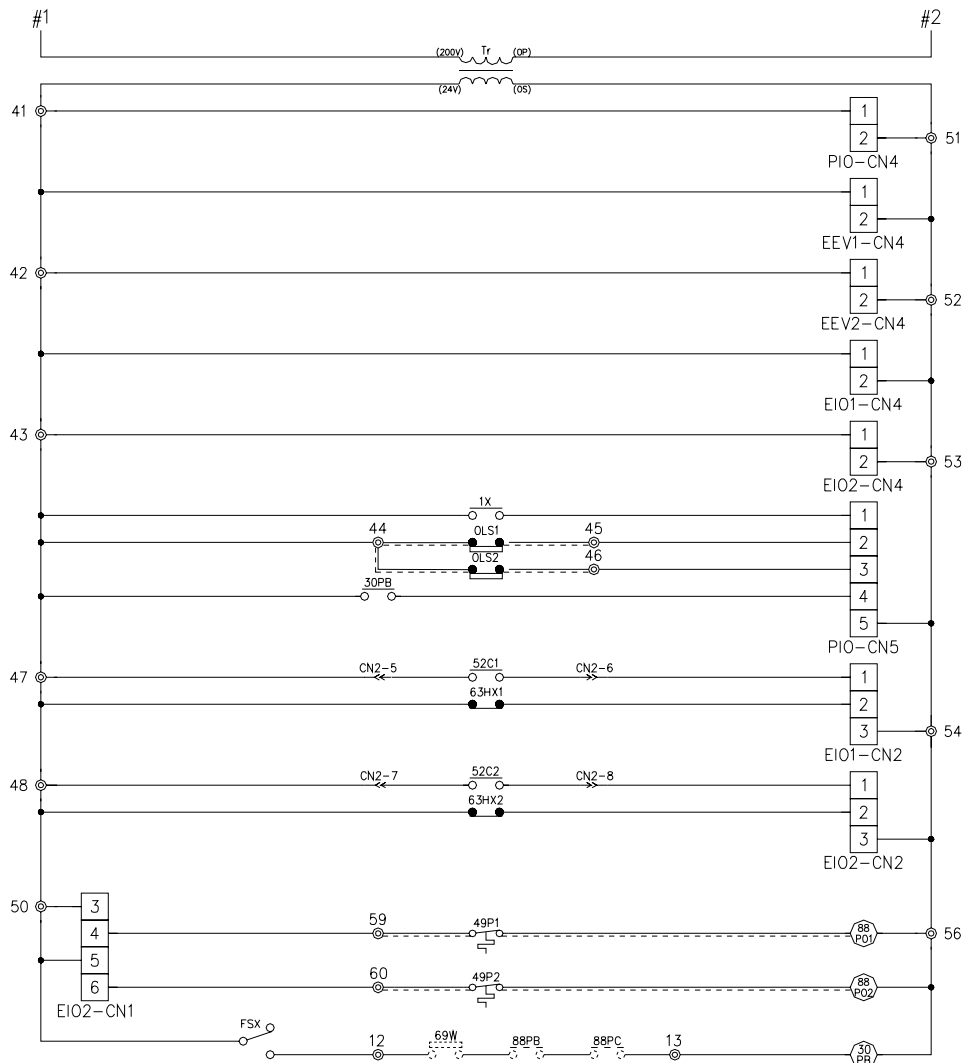 #1 #2
(200V) Tr (0P)
(24V) (0S)
41 1
2 51
PIO-CN4
1
2
EEV1-CN4
42 1
2 52
EEV2-CN4
1
2
EIO1-CN4
43 1
2 53
EIO2-CN4
1X 1
44 OLS1 45 2
OLS2 46 3
30PB 4
5
PIO-CN5
47 CN2-5 52C1 CN2-6 1
63HX1 2
3 54
EIO1-CN2
48 CN2-7 52C2 CN2-8 1
63HX2 2
3
EIO2-CN2
50 3
4 59 49P1 88 P01 56
5
6 60 49P2 88 P02
EIO2-CN1
FSX
12 69W 88PB 88PC 13 30 PB